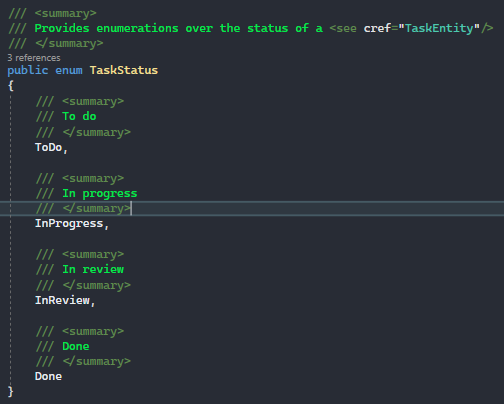 /// <summary>
/// Provides enumerations over the status of a <see cref="TaskEntity"/>
/// </summary>
3 references
public enum TaskStatus
{
/// <summary>
/// To do
/// </summary>
ToDo,
/// <summary>
/// In progress
/// </summary>
InProgress,
/// <summary>
/// In review
/// </summary>
InReview,
/// <summary>
/// Done
/// </summary>
Done
}